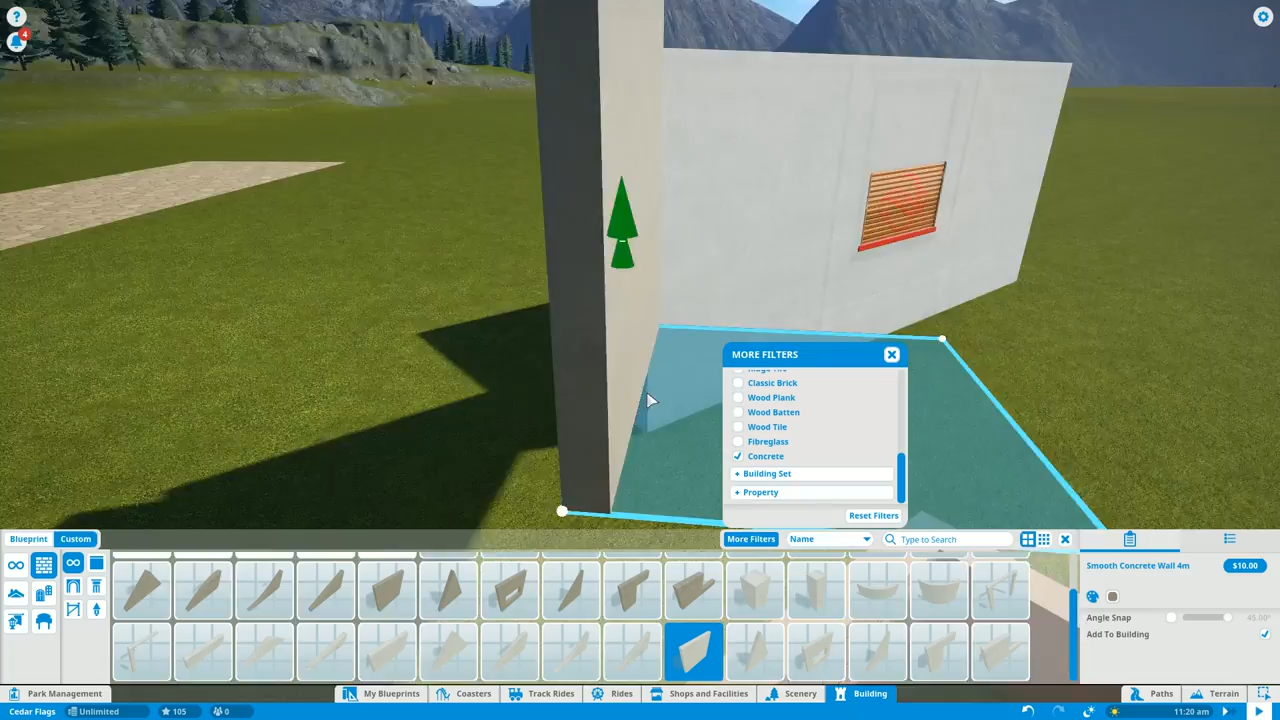 ?
4
MORE FILTERS
Classic Brick
Wood Plank
Wood Batten
Wood Tile
Fibreglass
Concrete
+ Building Set
+ Property
Reset Filters
Blueprint
Custom
More Filters
Name
Type to Search
Smooth Concrete Wall 4m
$10.00
Angle Snap
45.00°
Add To Building
Park Management
My Blueprints
Coasters
Track Rides
Rides
Shops and Facilities
Scenery
Building
Paths
Terrain
Cedar Flags
Unlimited
105
0
11:20 am